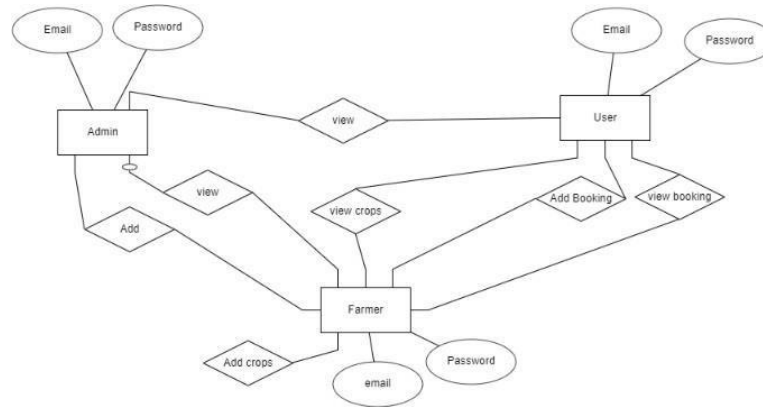 Email
Password
Email
Password
Admin
view
User
view
view crops
Add Booking
view booking
Add
Farmer
Add crops
email
Password